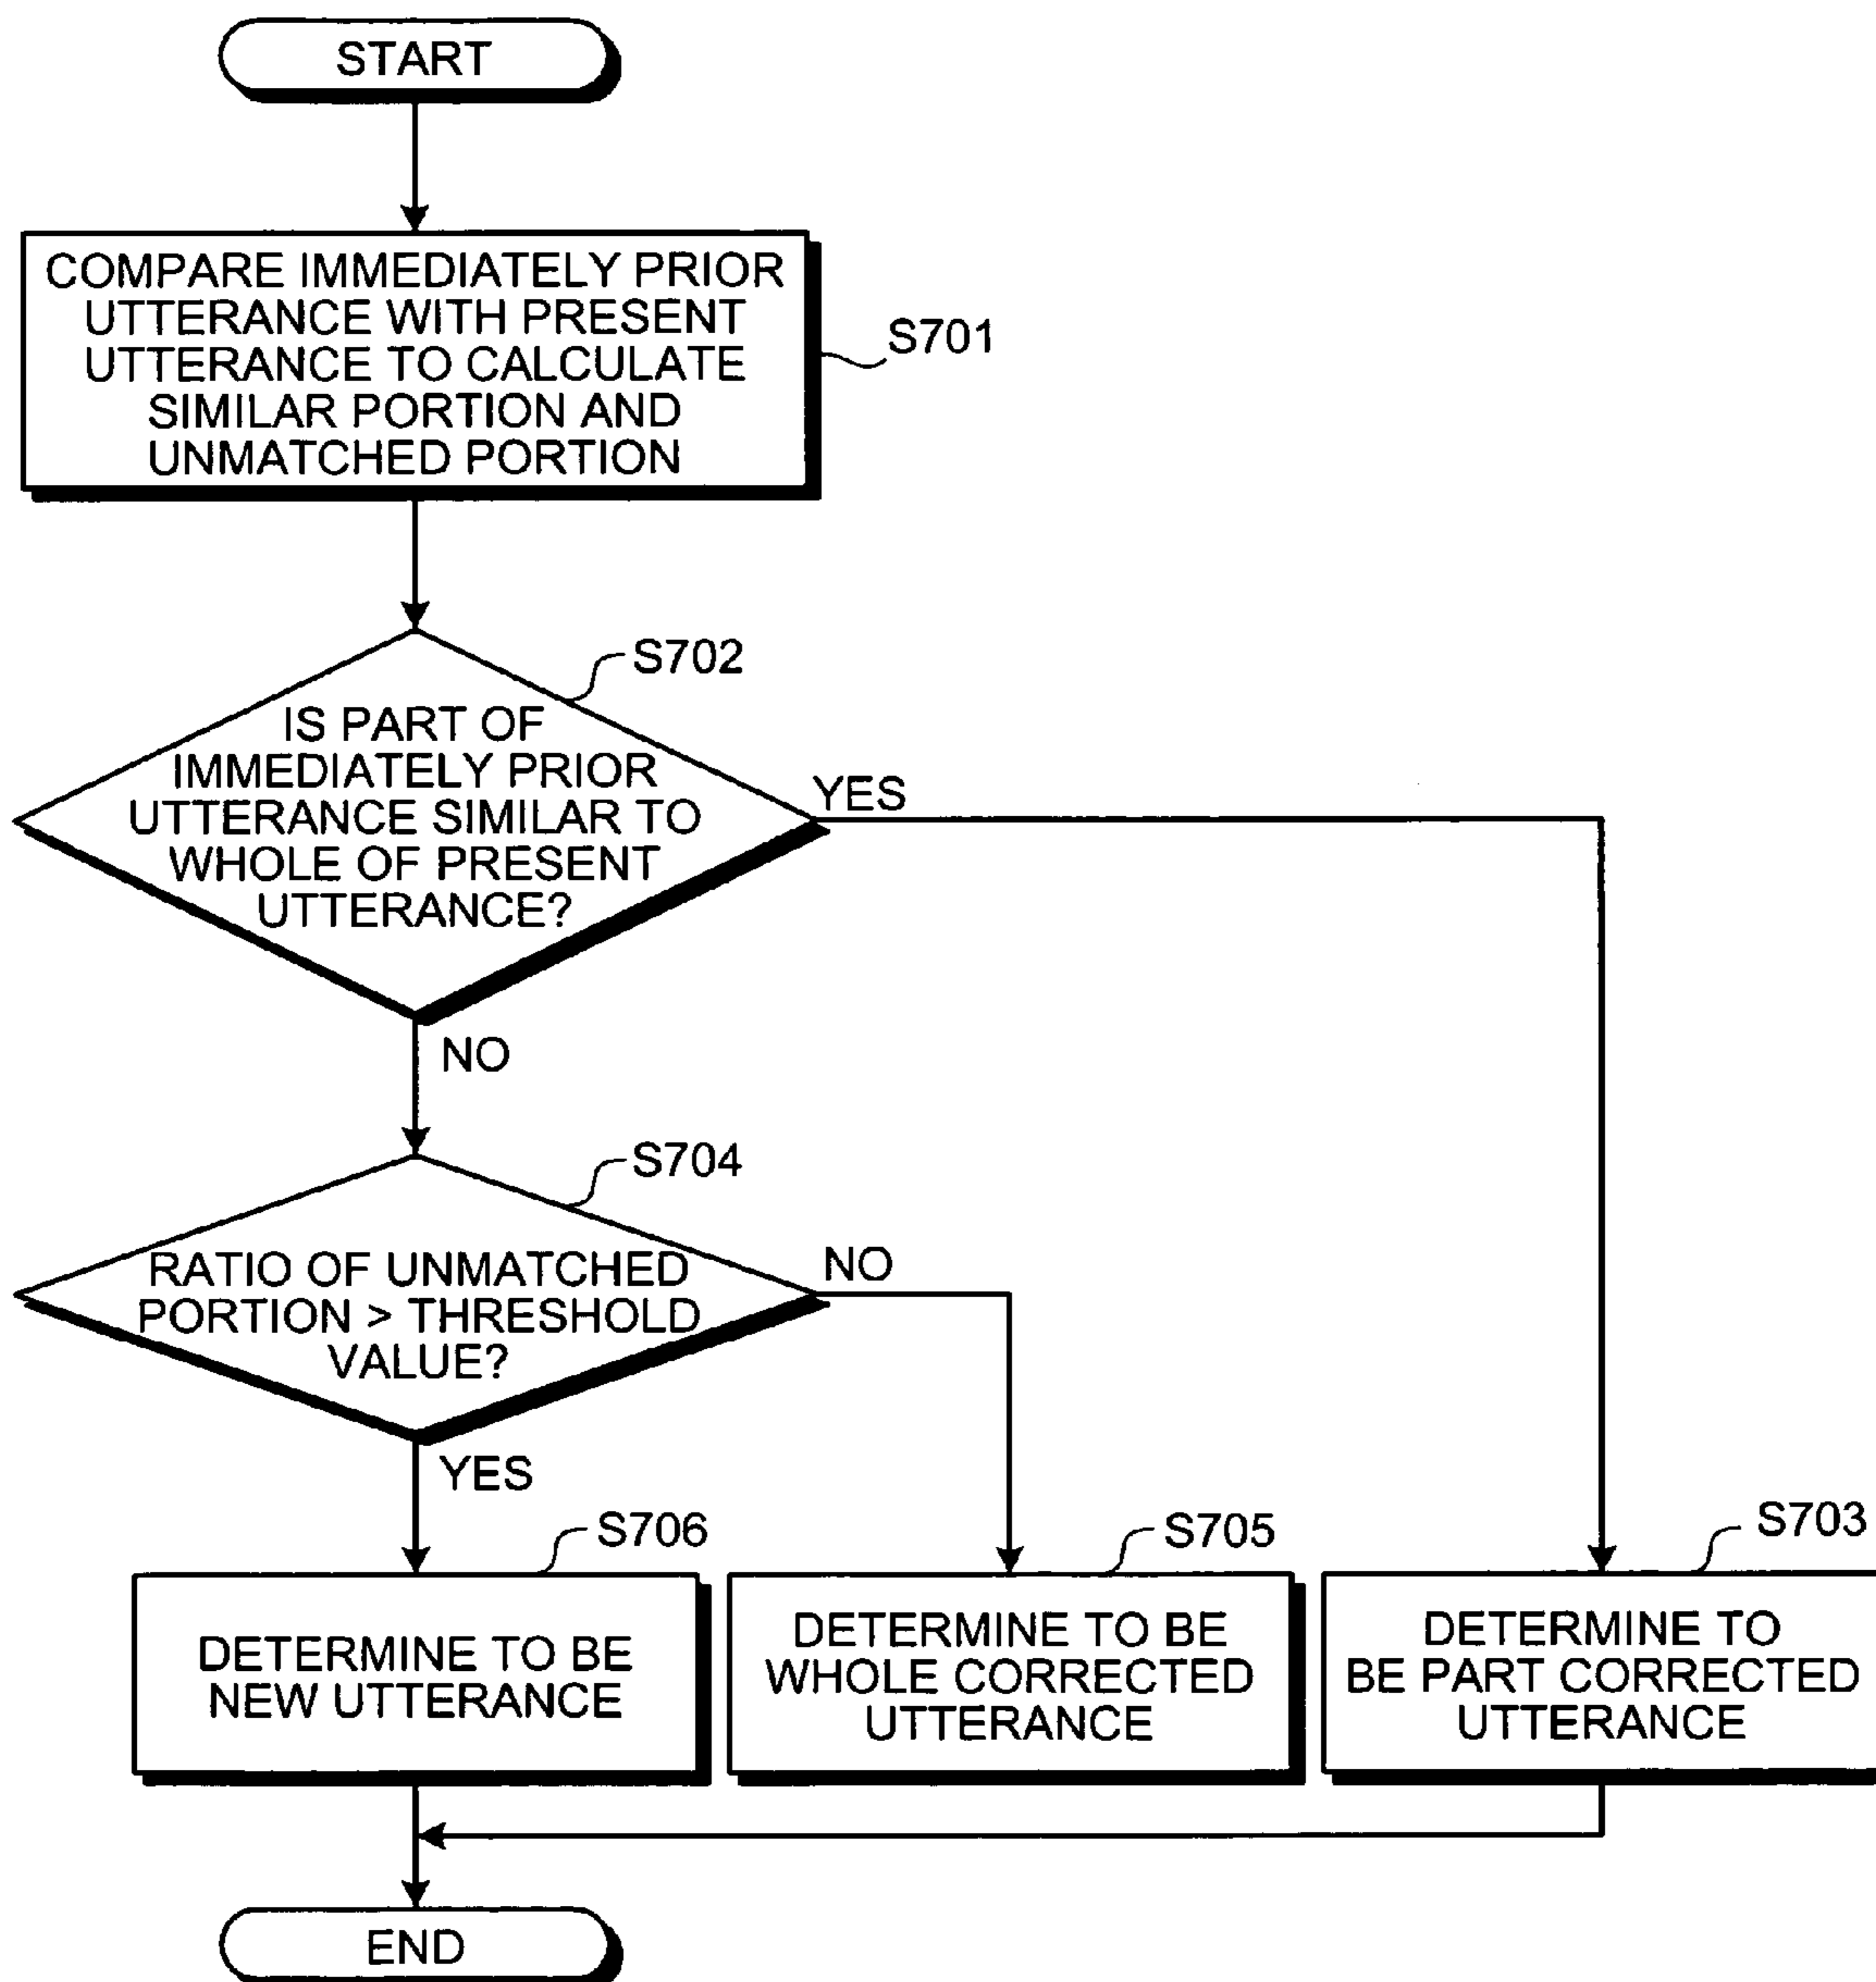 START
COMPARE IMMEDIATELY PRIOR
UTTERANCE WITH PRESENT
UTTERANCE TO CALCULATE
SIMILAR PORTION AND
UNMATCHED PORTION
S701
S702
IS PART OF
IMMEDIATELY PRIOR
UTTERANCE SIMILAR TO
WHOLE OF PRESENT
UTTERANCE?
YES
NO
S704
RATIO OF UNMATCHED
PORTION > THRESHOLD
VALUE?
NO
YES
S706
DETERMINE TO BE
NEW UTTERANCE
S705
DETERMINE TO BE
WHOLE CORRECTED
UTTERANCE
S703
DETERMINE TO
BE PART CORRECTED
UTTERANCE
END